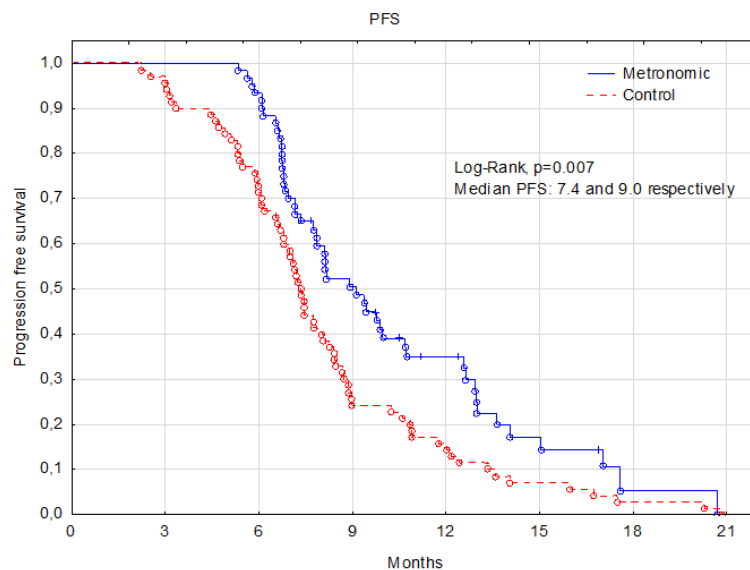 PFS
1,0
0,9
0,8
0,7
0,6
0,5
0,4
0,3
0,2
0,1
0,0
Progression free survival
Metronomic
Control
Log-Rank, p=0.007
Median PFS: 7.4 and 9.0 respectively
0 3 6 9 12 15 18 21
Months